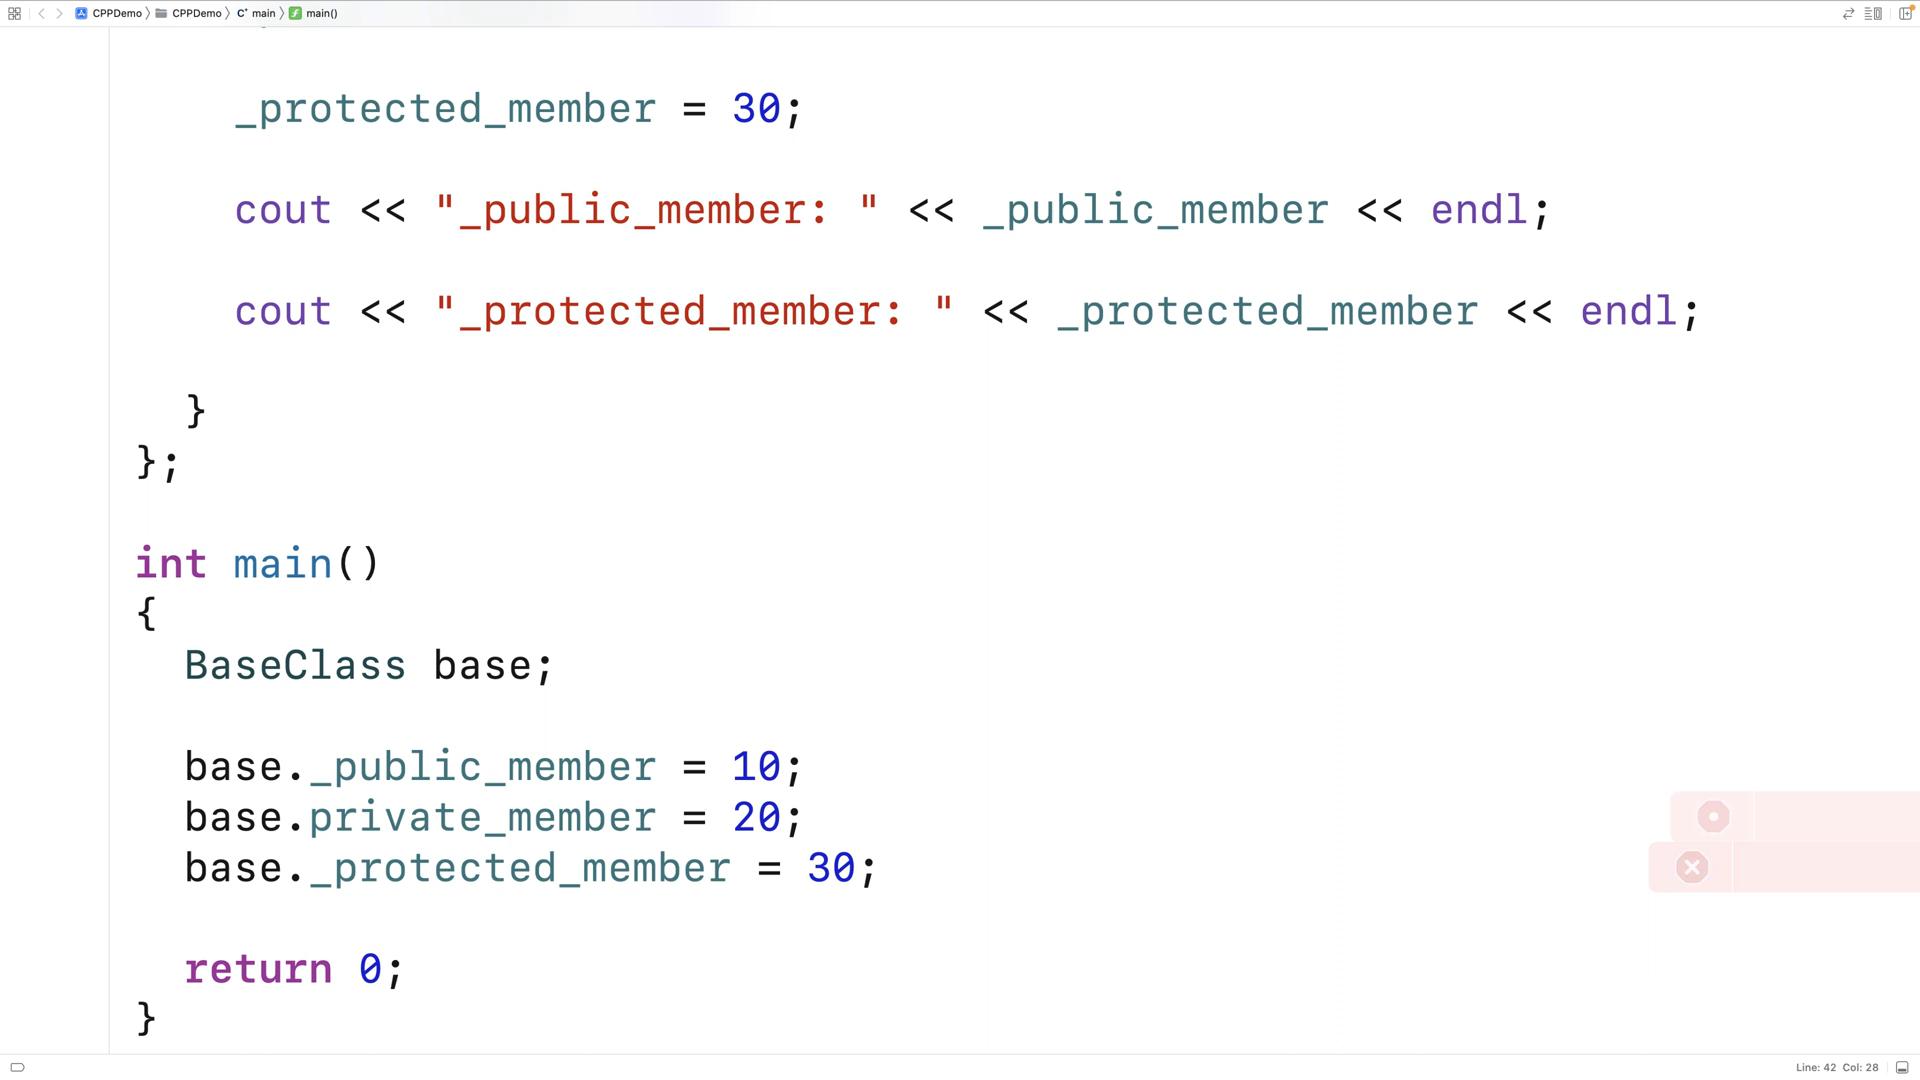 CPPDemo CPPDemo C+ main f main()
_protected_member = 30;
cout << "_public_member: " << _public_member << endl;
cout << "_protected_member: " << _protected_member << endl;
}
};
int main()
{
BaseClass base;
base._public_member = 10;
base.private_member = 20;
base._protected_member = 30;
return 0;
}
Line: 42 Col: 28